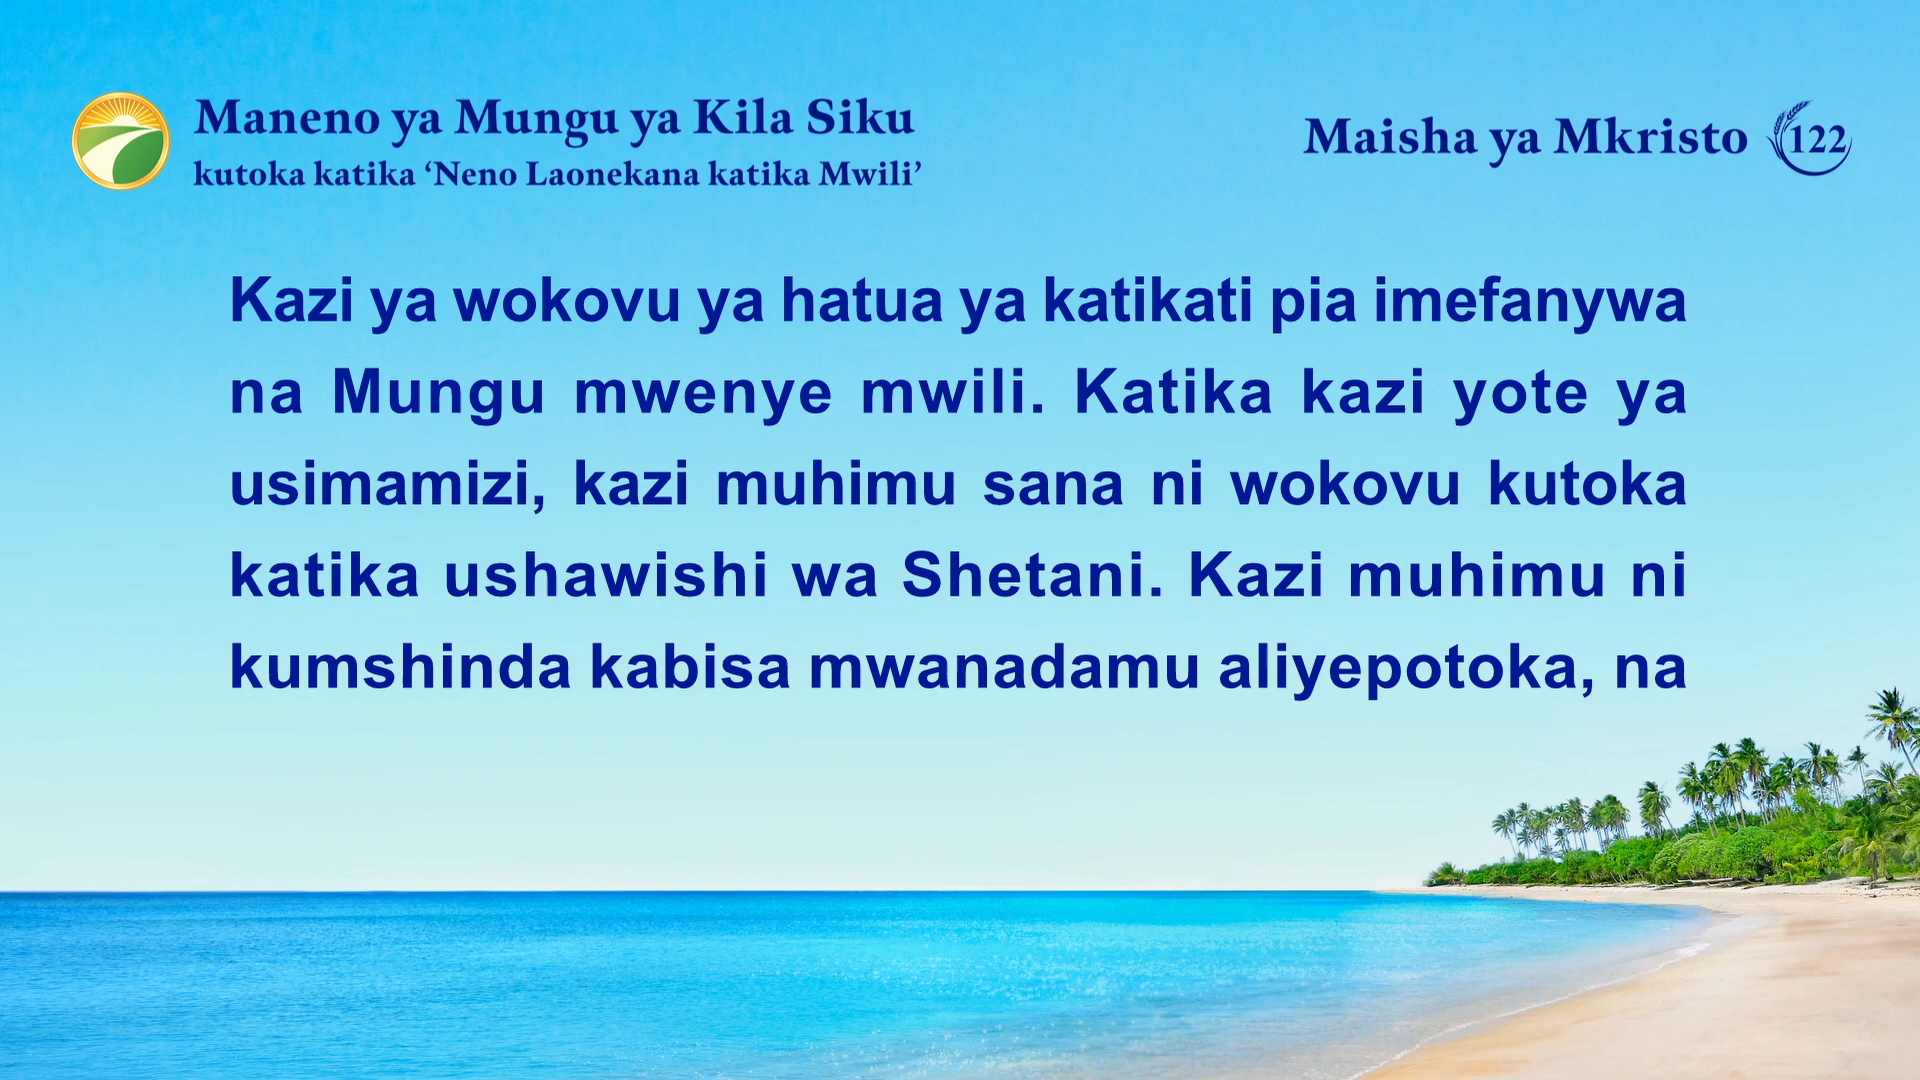 Maneno ya Mungu ya Kila Siku
kutoka katika ‘Neno Laonekana katika Mwili’
Maisha ya Mkristo 122
Kazi ya wokovu ya hatua ya katikati pia imefanywa
na Mungu mwenye mwili. Katika kazi yote ya
usimamizi, kazi muhimu sana ni wokovu kutoka
katika ushawishi wa Shetani. Kazi muhimu ni
kumshinda kabisa mwanadamu aliyepotoka, na